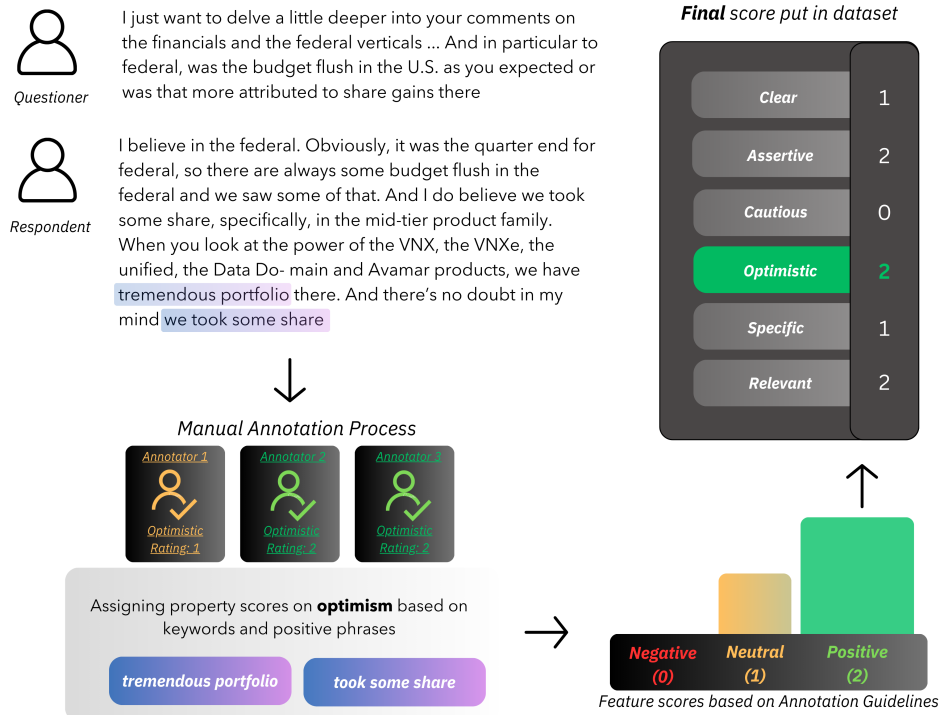 I just want to delve a little deeper into your comments on
the financials and the federal verticals ... And in particular to
federal, was the budget flush in the U.S. as you expected or
was that more attributed to share gains there
Questioner
I believe in the federal. Obviously, it was the quarter end for
federal, so there are always some budget flush in the
federal and we saw some of that. And I do believe we took
some share, specifically, in the mid-tier product family.
When you look at the power of the VNX, the VNXe, the
unified, the Data Do- main and Avamar products, we have
tremendous portfolio there. And there's no doubt in my
mind we took some share
Respondent
Manual Annotation Process
Annotator 1
Optimistic
Rating: 1
Annotator 2
Optimistic
Rating: 2
Annotator 3
Optimistic
Rating: 2
Assigning property scores on optimism based on
keywords and positive phrases
tremendous portfolio
took some share
Negative
(0)
Neutral
(1)
Positive
(2)
Feature scores based on Annotation Guidelines
Final score put in dataset
Clear 1
Assertive 2
Cautious 0
Optimistic 2
Specific 1
Relevant 2